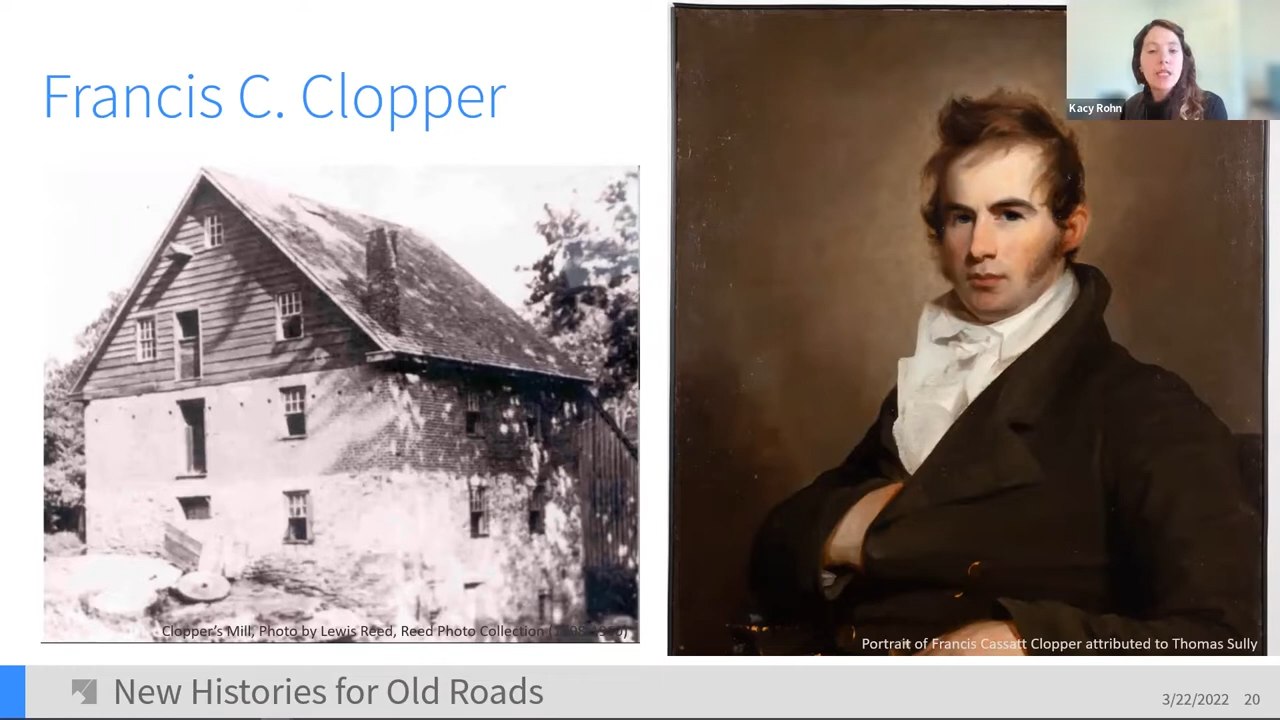 Francis C. Clopper
Kacy Rohn
Clopper's Mill, Photo by Lewis Reed, Reed Photo Collection
Portrait of Francis Cassatt Clopper attributed to Thomas Sully
New Histories for Old Roads
3/22/2022 20